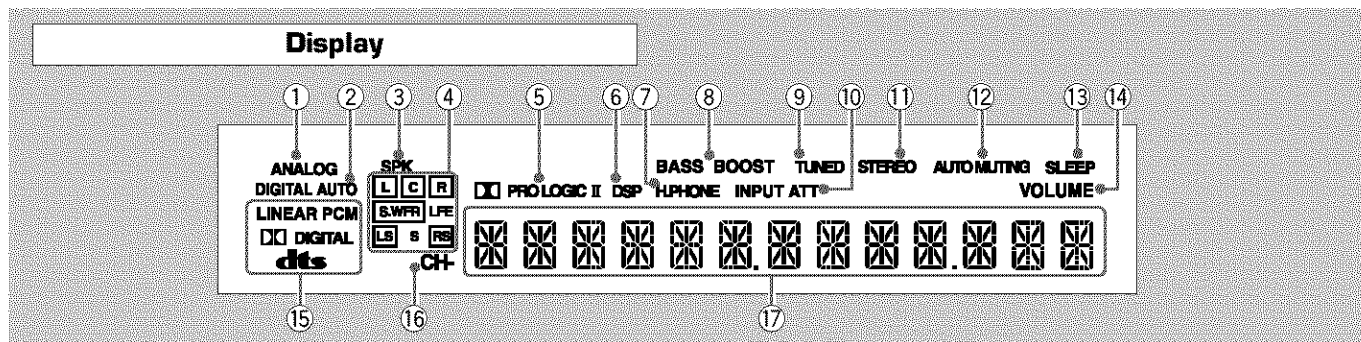 Display
① ② ③ ④ ⑤ ⑥ ⑦ ⑧ ⑨ ⑩ ⑪ ⑫ ⑬ ⑭
ANALOG SPK BASS BOOST TUNED STEREO AUTO MUTING SLEEP
DIGITAL AUTO L C R PRO LOGIC II DSP H.PHONE INPUT ATT VOLUME
LINEAR PCM S.WFR LFE
DIGITAL LS S RS
dts CH-
⑮ ⑯ ⑰